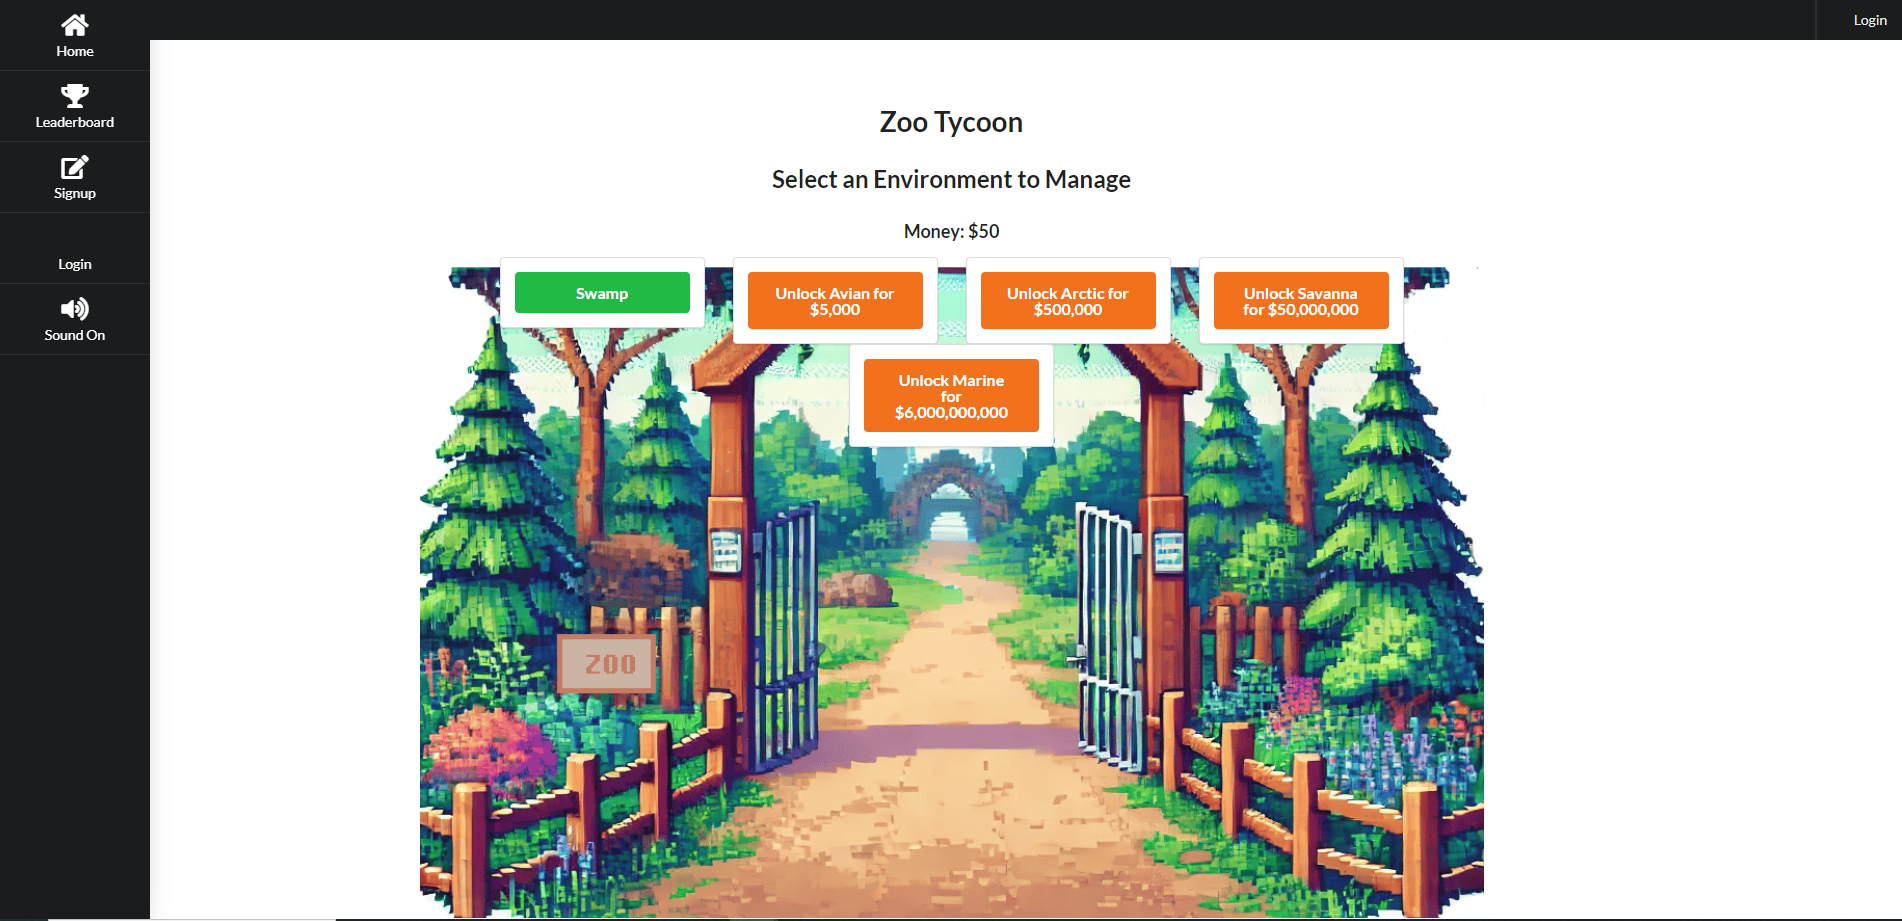 Login
Home
Leaderboard
Signup
Login
Sound On
Zoo Tycoon
Select an Environment to Manage
Money: $50
Swamp
Unlock Avian for
$5,000
Unlock Arctic for
$500,000
Unlock Savanna
for $50,000,000
Unlock Marine
for
$6,000,000,000
ZOO